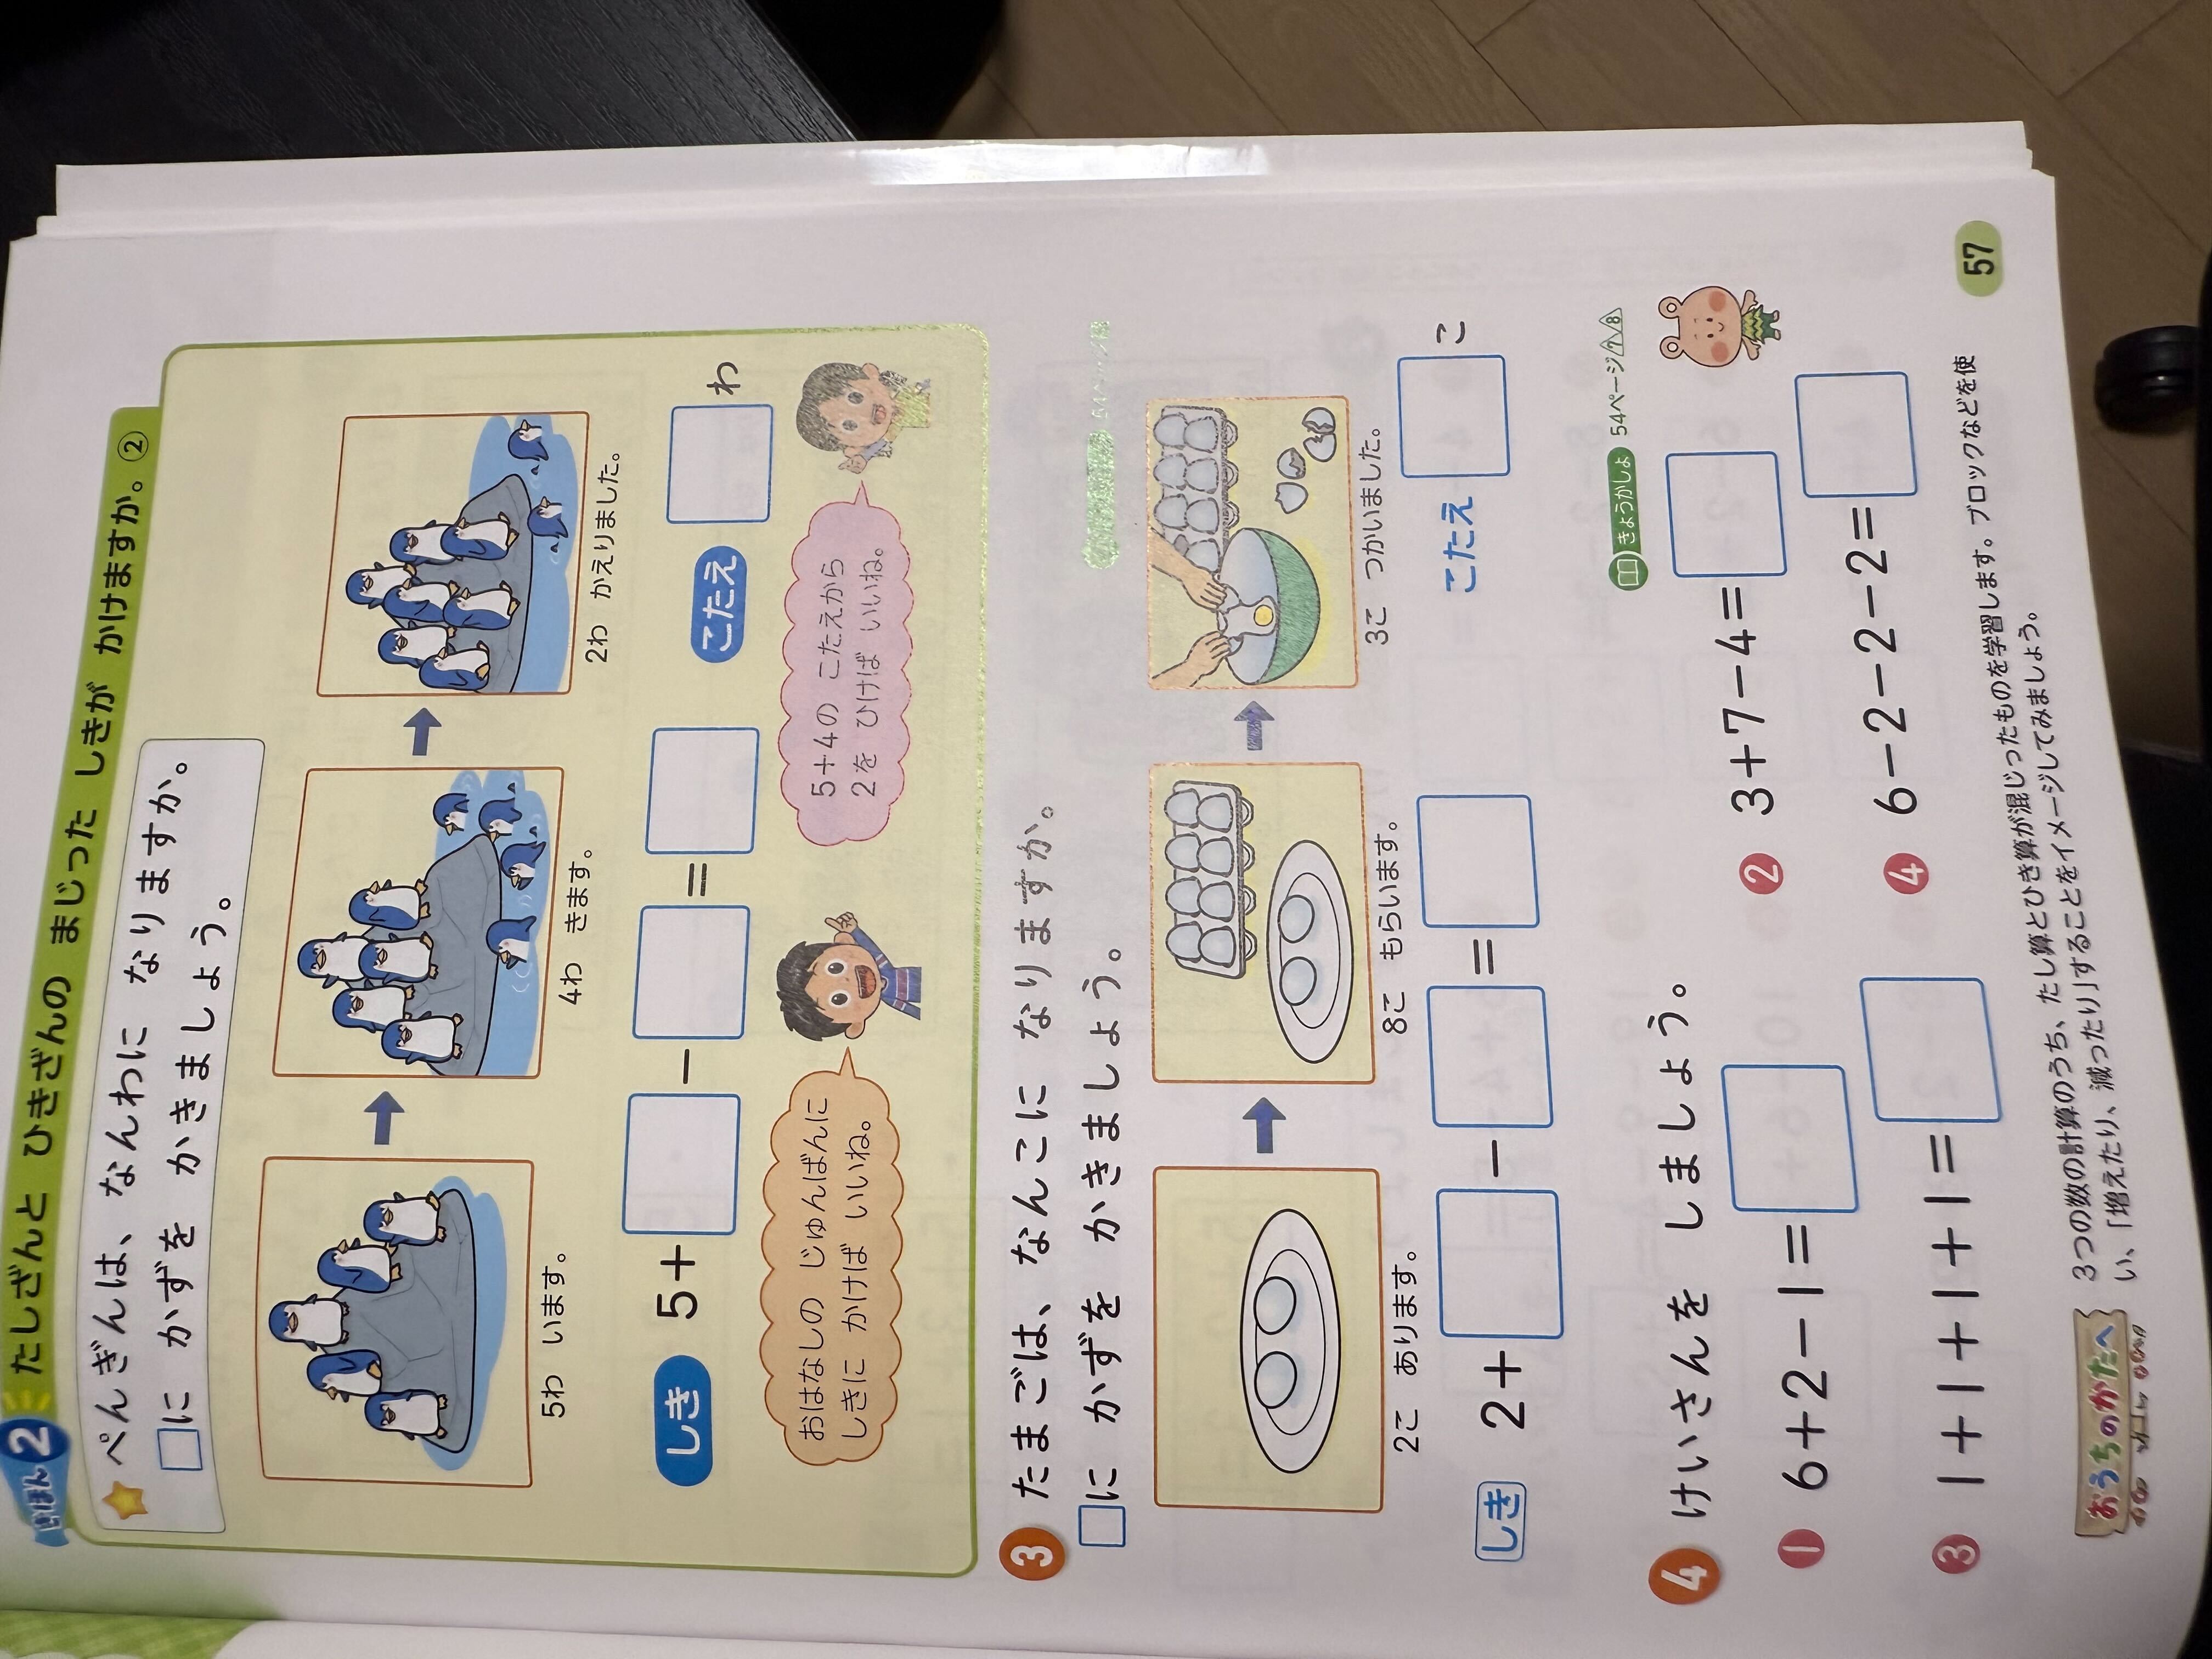 きほん 2 たしざんと ひきざんの まじった しきが かけますか。②
ぺんぎんは、なんわに なりますか。
□に かずを かきましょう。
5わ います。
4わ きます。
2わ かえりました。
しき 5+□-□=□ こたえ □わ
おはなしの じゅんばんに
しきに かけば いいね。
5+4の こたえから
2を ひけば いいね。
3 たまごは、なんこに なりますか。
□に かずを かきましょう。
2こ あります。
8こ もらいます。
3こ つかいました。
しき 2+□-□=□ こたえ □こ
4 けいさんを しましょう。
きょうかしょ 54ページ 7 8
1 6+2-1=□
2 3+7-4=□
3 1+1+1+1=□
4 6-2-2-2=□
おうちのかたへ
3つの数の計算のうち、たし算とひき算が混じったものを学習します。ブロックなどを使
い、「増えたり、減ったり」することをイメージしてみましょう。
57